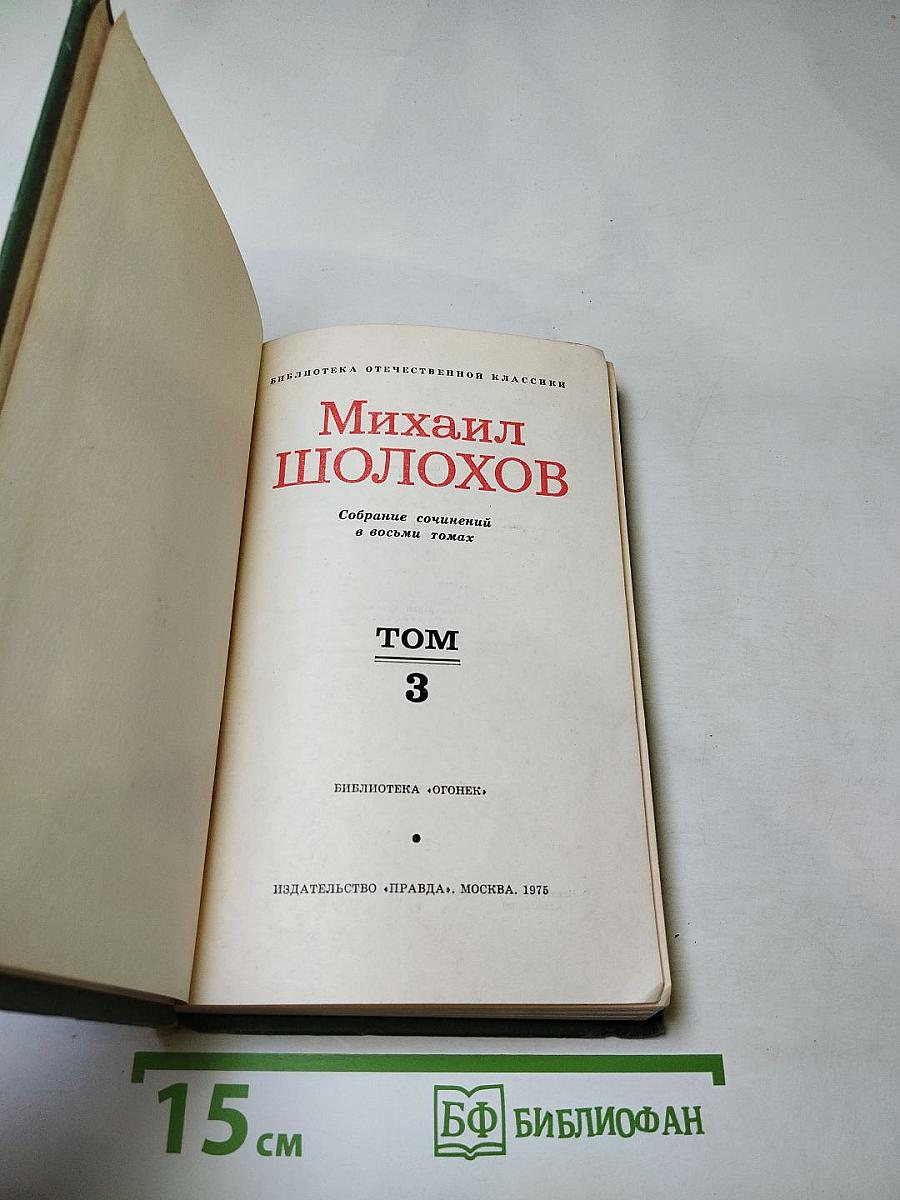 БИБЛИОТЕКА ОТЕЧЕСТВЕННОЙ КЛАССИКИ
Михаил
ШОЛОХОВ
Собрание сочинений
в восьми томах
ТОМ
3
БИБЛИОТЕКА «ОГОНЕК»
ИЗДАТЕЛЬСТВО «ПРАВДА». МОСКВА. 1975
15 см
БФ БИБЛИОФАН